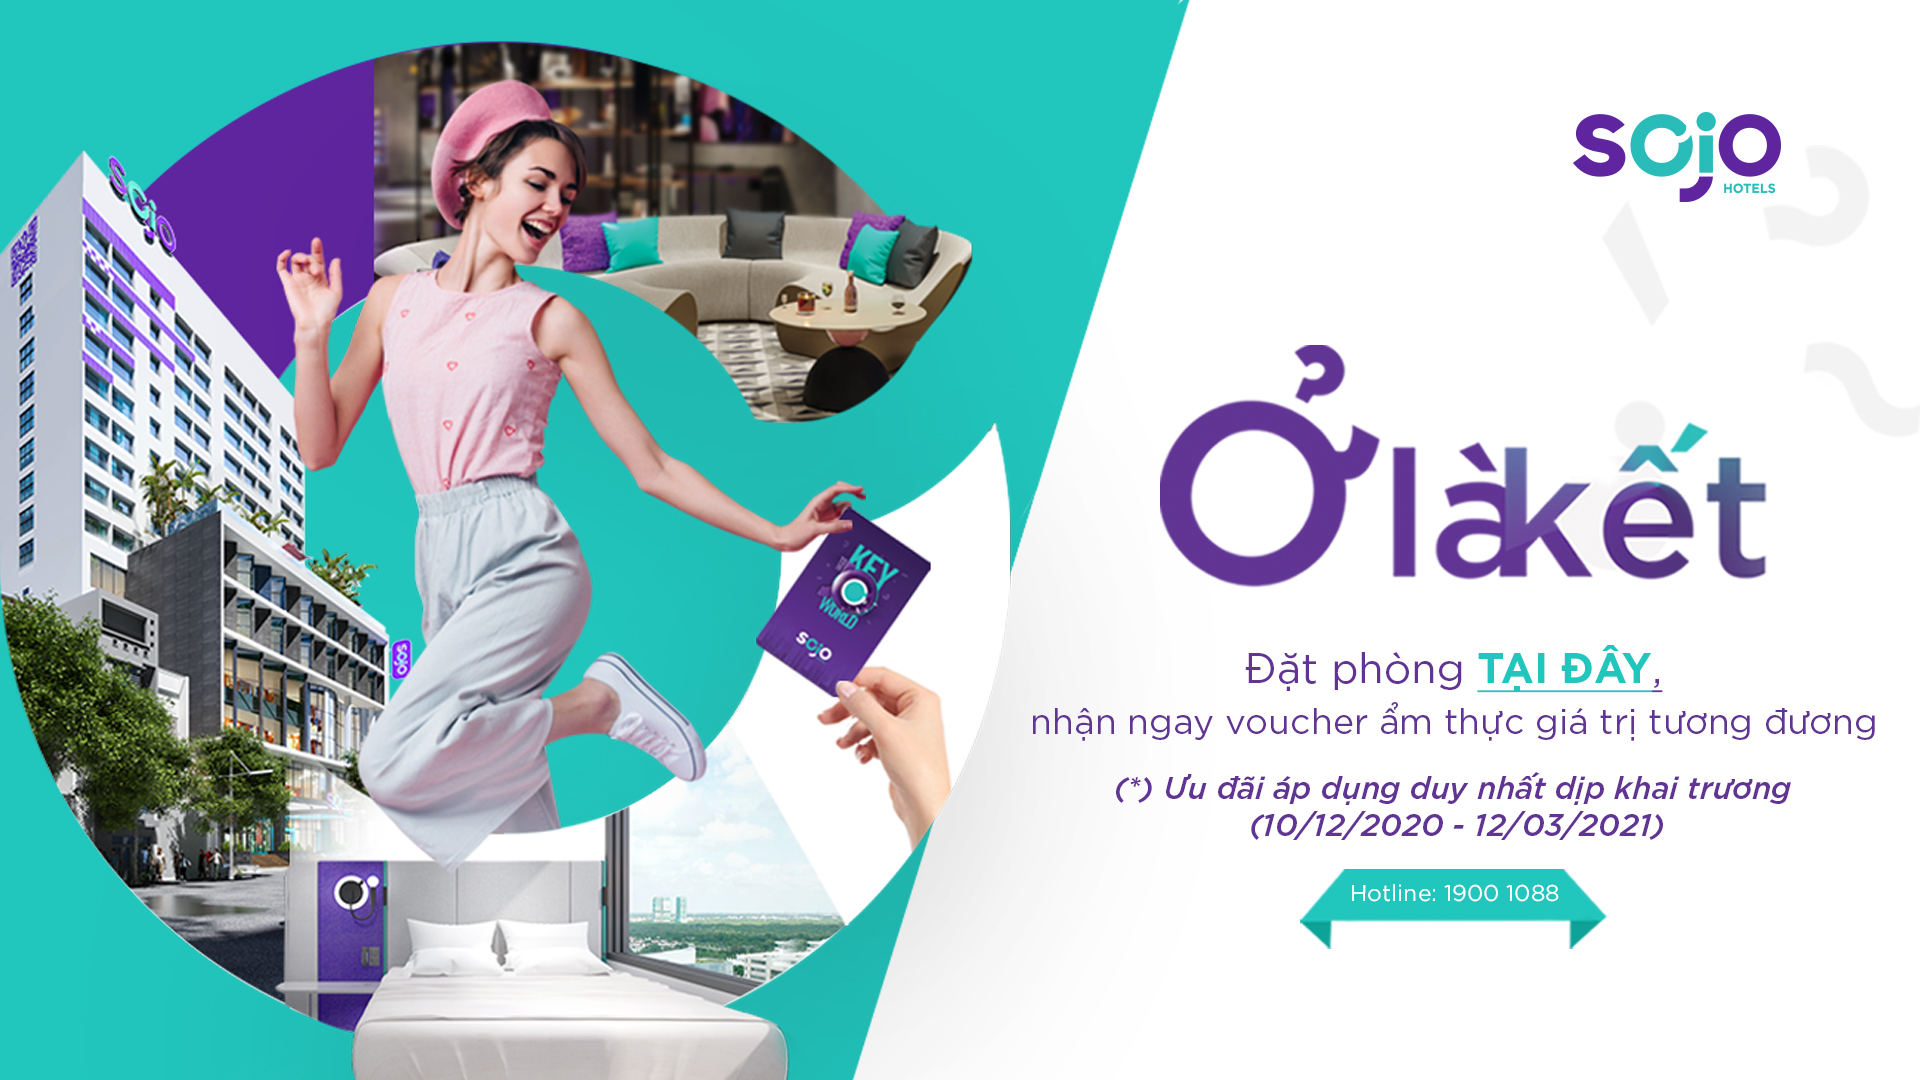 SOjO
HOTELS
SOjO
SOjO
KEY
WORLD
SOjO
Ở là kết
Đặt phòng TẠI ĐÂY,
nhận ngay voucher ẩm thực giá trị tương đương
(*) Ưu đãi áp dụng duy nhất dịp khai trương
(10/12/2020 - 12/03/2021)
Hotline: 1900 1088